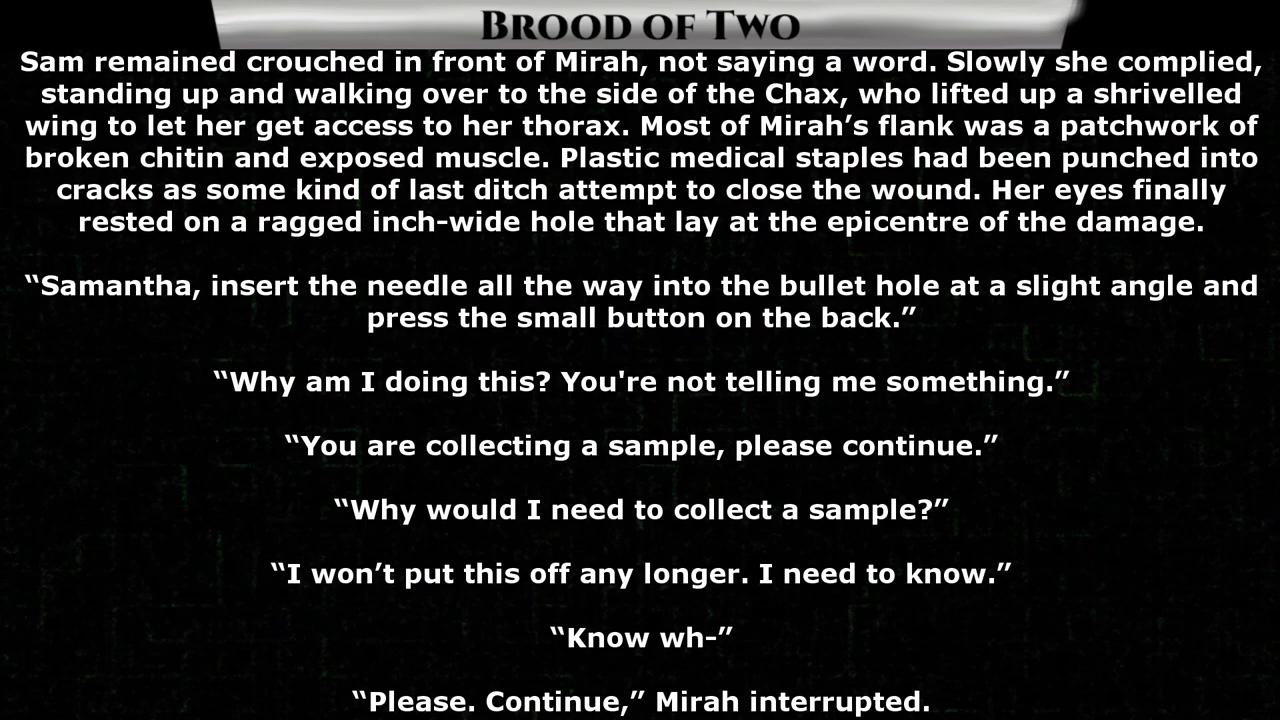 Brood of Two
Sam remained crouched in front of Mirah, not saying a word. Slowly she complied,
standing up and walking over to the side of the Chax, who lifted up a shrivelled
wing to let her get access to her thorax. Most of Mirah’s flank was a patchwork of
broken chitin and exposed muscle. Plastic medical staples had been punched into
cracks as some kind of last ditch attempt to close the wound. Her eyes finally
rested on a ragged inch-wide hole that lay at the epicentre of the damage.
“Samantha, insert the needle all the way into the bullet hole at a slight angle and
press the small button on the back.”
“Why am I doing this? You're not telling me something.”
“You are collecting a sample, please continue.”
“Why would I need to collect a sample?”
“I won’t put this off any longer. I need to know.”
“Know wh-”
“Please. Continue,” Mirah interrupted.